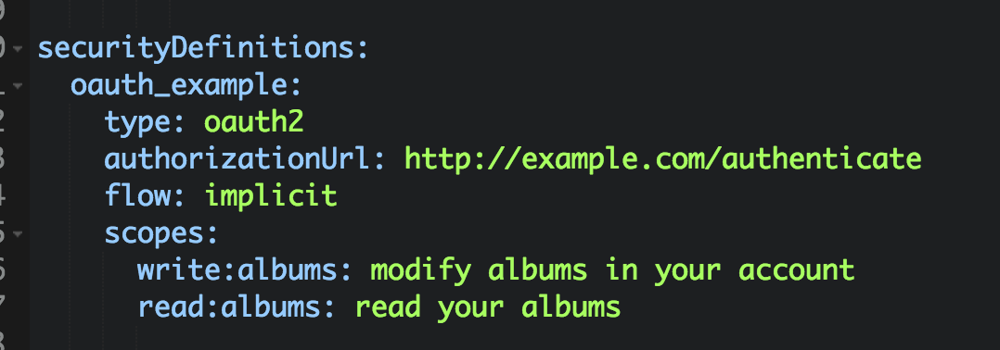 securityDefinitions:
oauth_example:
type: oauth2
authorizationUrl: http://example.com/authenticate
flow: implicit
scopes:
write:albums: modify albums in your account
read:albums: read your albums